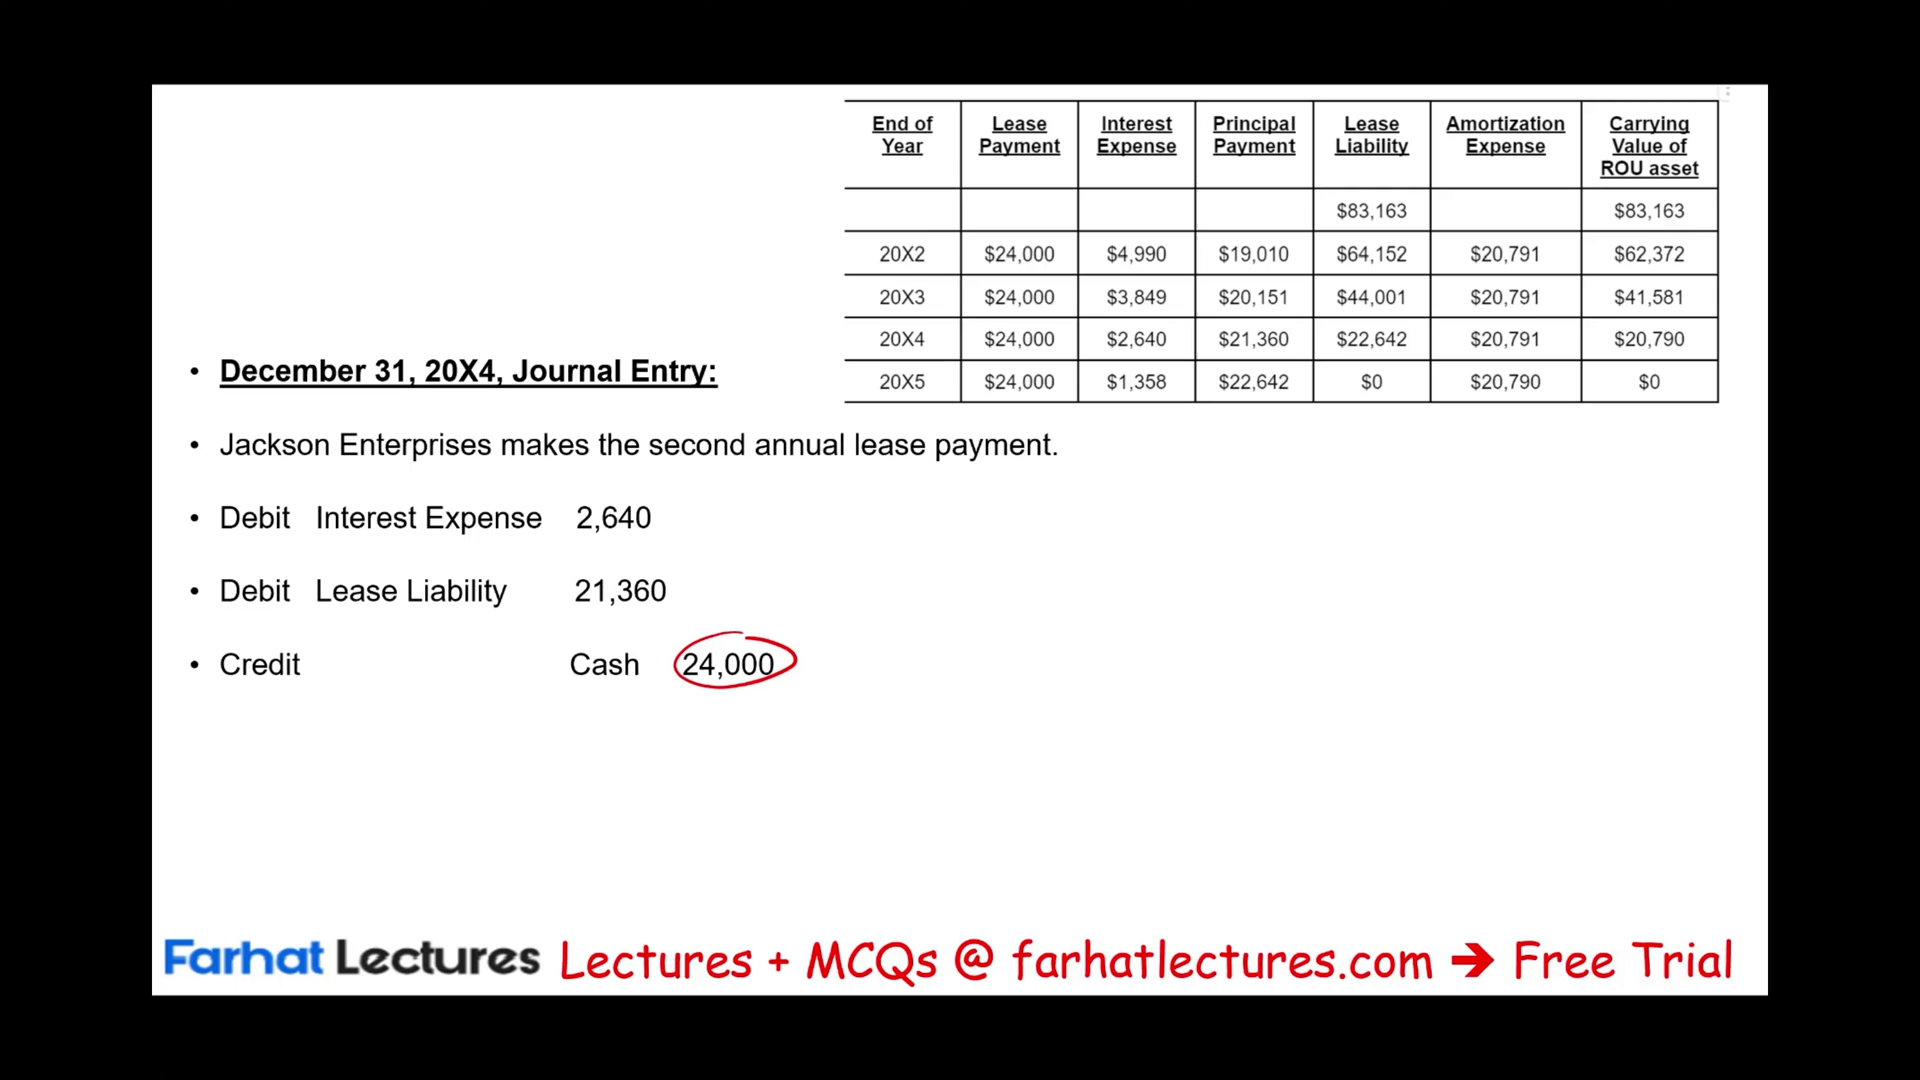 End of Year | Lease Payment | Interest Expense | Principal Payment | Lease Liability | Amortization Expense | Carrying Value of ROU asset
$83,163 | $83,163
20X2 | $24,000 | $4,990 | $19,010 | $64,152 | $20,791 | $62,372
20X3 | $24,000 | $3,849 | $20,151 | $44,001 | $20,791 | $41,581
20X4 | $24,000 | $2,640 | $21,360 | $22,642 | $20,791 | $20,790
20X5 | $24,000 | $1,358 | $22,642 | $0 | $20,790 | $0
• December 31, 20X4, Journal Entry:
• Jackson Enterprises makes the second annual lease payment.
• Debit Interest Expense 2,640
• Debit Lease Liability 21,360
• Credit Cash 24,000
Farhat Lectures Lectures + MCQs @ farhatlectures.com ➔ Free Trial